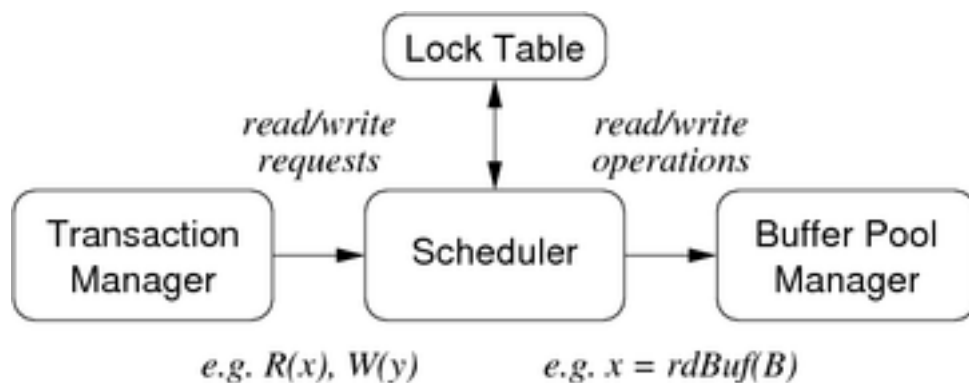 Lock Table
read/write
requests
read/write
operations
Transaction
Manager
Scheduler
Buffer Pool
Manager
e.g. R(x), W(y)
e.g. x = rdBuf(B)